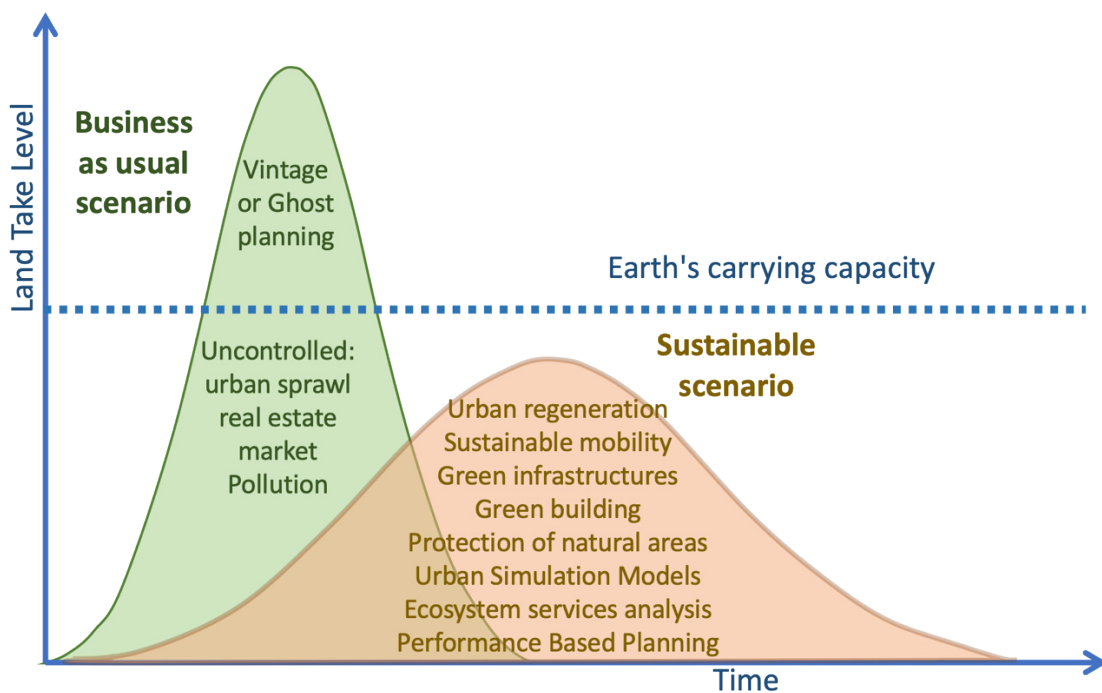 Land Take Level
Business
as usual
scenario
Vintage
or Ghost
planning
Earth's carrying capacity
Uncontrolled:
urban sprawl
real estate
market
Pollution
Sustainable
scenario
Urban regeneration
Sustainable mobility
Green infrastructures
Green building
Protection of natural areas
Urban Simulation Models
Ecosystem services analysis
Performance Based Planning
Time